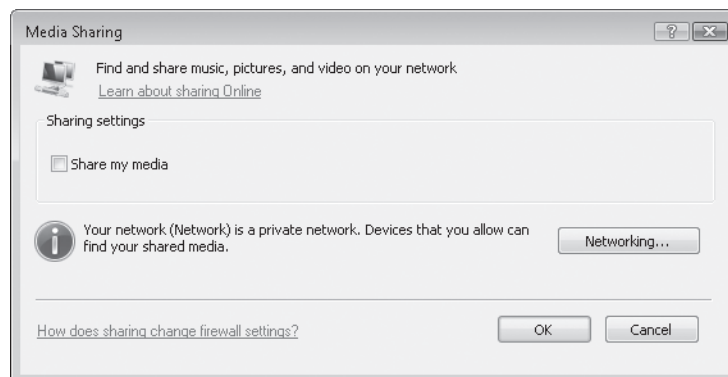 Media Sharing
Find and share music, pictures, and video on your network
Learn about sharing Online
Sharing settings
Share my media
Your network (Network) is a private network. Devices that you allow can
find your shared media.
Networking...
How does sharing change firewall settings?
OK
Cancel